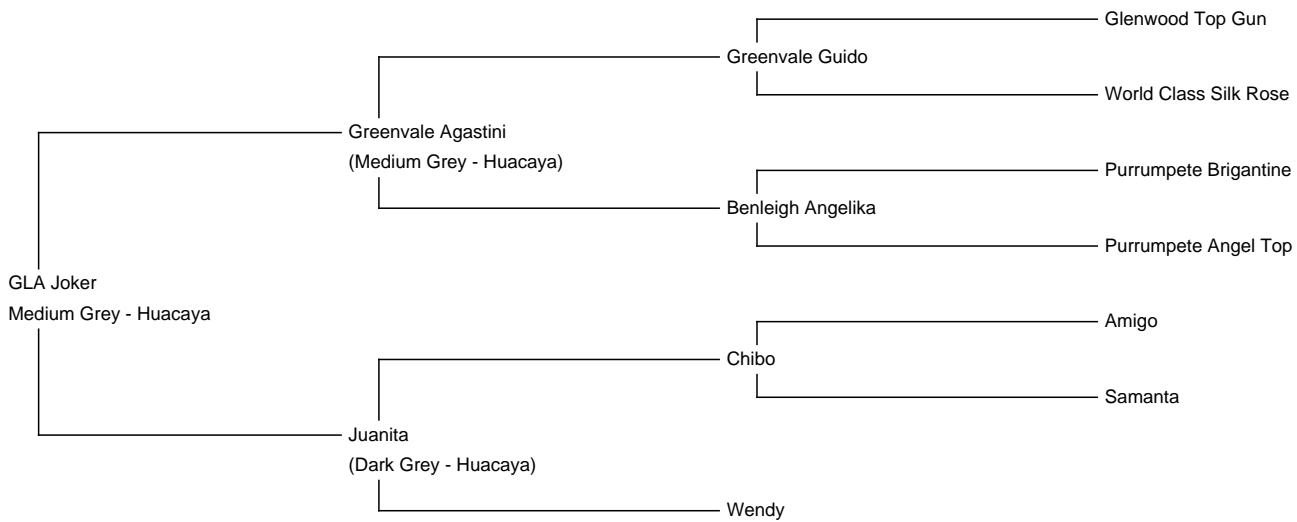 Glenwood Top Gun
Greenvale Guido
World Class Silk Rose
Greenvale Agastini
(Medium Grey - Huacaya)
Purrumpete Brigantine
Benleigh Angelika
Purrumpete Angel Top
GLA Joker
Medium Grey - Huacaya
Amigo
Chibo
Samanta
Juanita
(Dark Grey - Huacaya)
Wendy